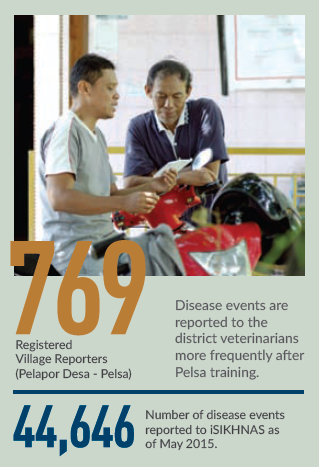 769
Registered
Village Reporters
(Pelapor Desa - Pelsa)
Disease events are
reported to the
district veterinarians
more frequently after
Pelsa training.
44,646
Number of disease events
reported to iSIKHNAS as
of May 2015.